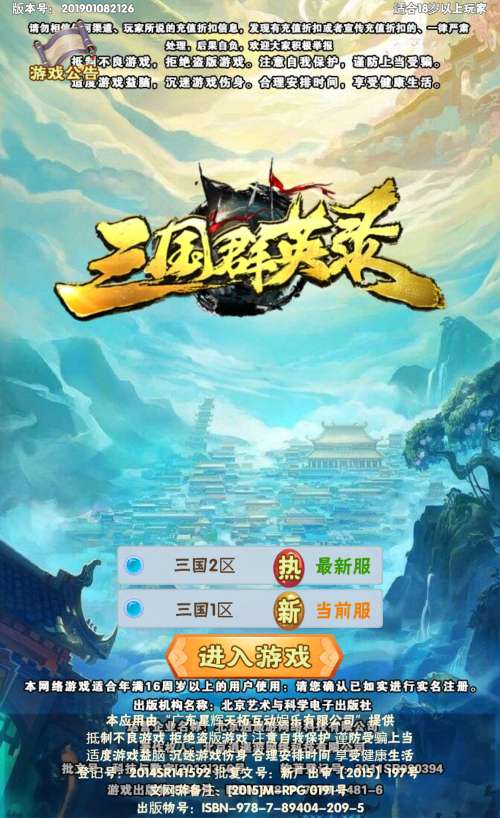 版本号：201901082126
适合18岁以上玩家
请勿相信任何渠道、玩家所说的充值折扣信息，发现有充值折扣或者宣传充值折扣的、一律严肃
处理，后果自负，欢迎大家积极举报
抵制不良游戏，拒绝盗版游戏。注意自我保护，谨防上当受骗。
游戏公告
适度游戏益脑，沉迷游戏伤身。合理安排时间，享受健康生活。
三国群英录
三国2区 热 最新服
三国1区 新 当前服
进入游戏
本网络游戏适合年满16周岁以上的用户使用：请您确认已如实进行实名注册。
出版机构名称：北京艺术与科学电子出版社
本应用由“广东星辉天拓互动娱乐有限公司”提供
抵制不良游戏 拒绝盗版游戏 注意自我保护 谨防受骗上当
适度游戏益脑 沉迷游戏伤身 合理安排时间 享受健康生活
登记号：2014SR141592 批复文号：新广出审【2015】197号
文网游备注：[2015]M-RPG 0191号
出版物号：ISBN-978-7-89404-209-5